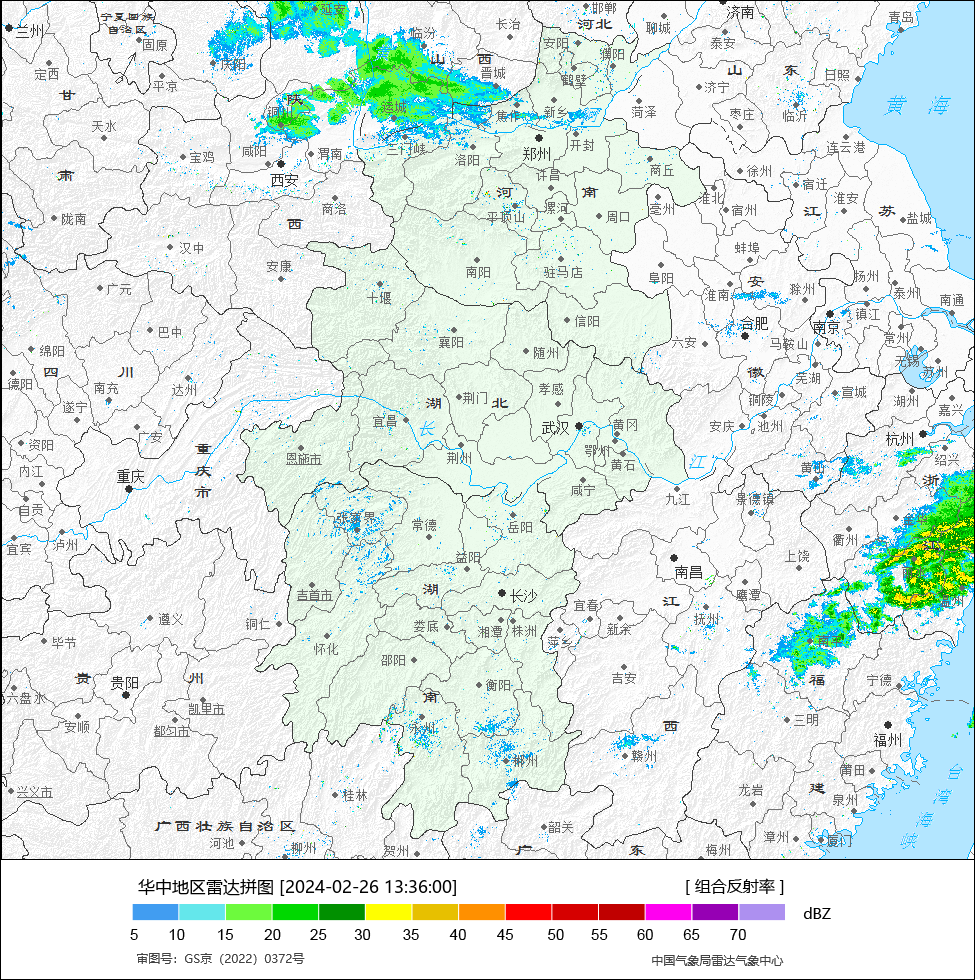 宁夏回族
自治区
延安
邯郸
河北
济南
青岛
兰州
固原
临汾
长治
安阳
聊城
泰安
濮阳
山西
山东
定西
平凉
晋城
鹤壁
济宁
日照
黄海
甘
陕
运城
焦作
新乡
菏泽
枣庄
临沂
天水
咸阳
渭南
三门峡
洛阳
郑州
开封
连云港
宝鸡
西安
商丘
徐州
肃
许昌
宿迁
河南
淮北
淮安
商洛
平顶山
漯河
周口
亳州
宿州
江苏
盐城
陇南
西
汉中
蚌埠
安康
南阳
驻马店
阜阳
安
扬州
广元
十堰
淮南
滁州
泰州
南通
巴中
信阳
合肥
南京
镇江
绵阳
襄阳
随州
六安
马鞍山
常州
无锡
四川
徽
苏州
德阳
南充
达州
荆门
孝感
芜湖
宣城
湖北
铜陵
湖州
遂宁
宜昌
长
武汉
黄冈
安庆
池州
嘉兴
广安
资阳
重庆市
恩施市
荆州
鄂州
黄石
江
杭州
绍兴
内江
重庆
黄山
浙
自贡
咸宁
九江
景德镇
张家界
常德
岳阳
衢州
宜宾
泸州
益阳
南昌
上饶
吉首市
湖
长沙
江
鹰潭
宜春
遵义
铜仁
娄底
湘潭
株洲
新余
抚州
萍乡
南平
毕节
怀化
邵阳
贵州
贵阳
吉安
福
宁德
六盘水
衡阳
凯里市
南
安顺
都匀市
西
三明
福州
郴州
赣州
莆田
兴义市
桂林
龙岩
建
泉州
台湾海峡
广西壮族自治区
韶关
漳州
厦门
河池
柳州
贺州
广东
梅州
华中地区雷达拼图 [2024-02-26 13:36:00]
[ 组合反射率 ]
dBZ
5 10 15 20 25 30 35 40 45 50 55 60 65 70
审图号：GS京（2022）0372号
中国气象局雷达气象中心